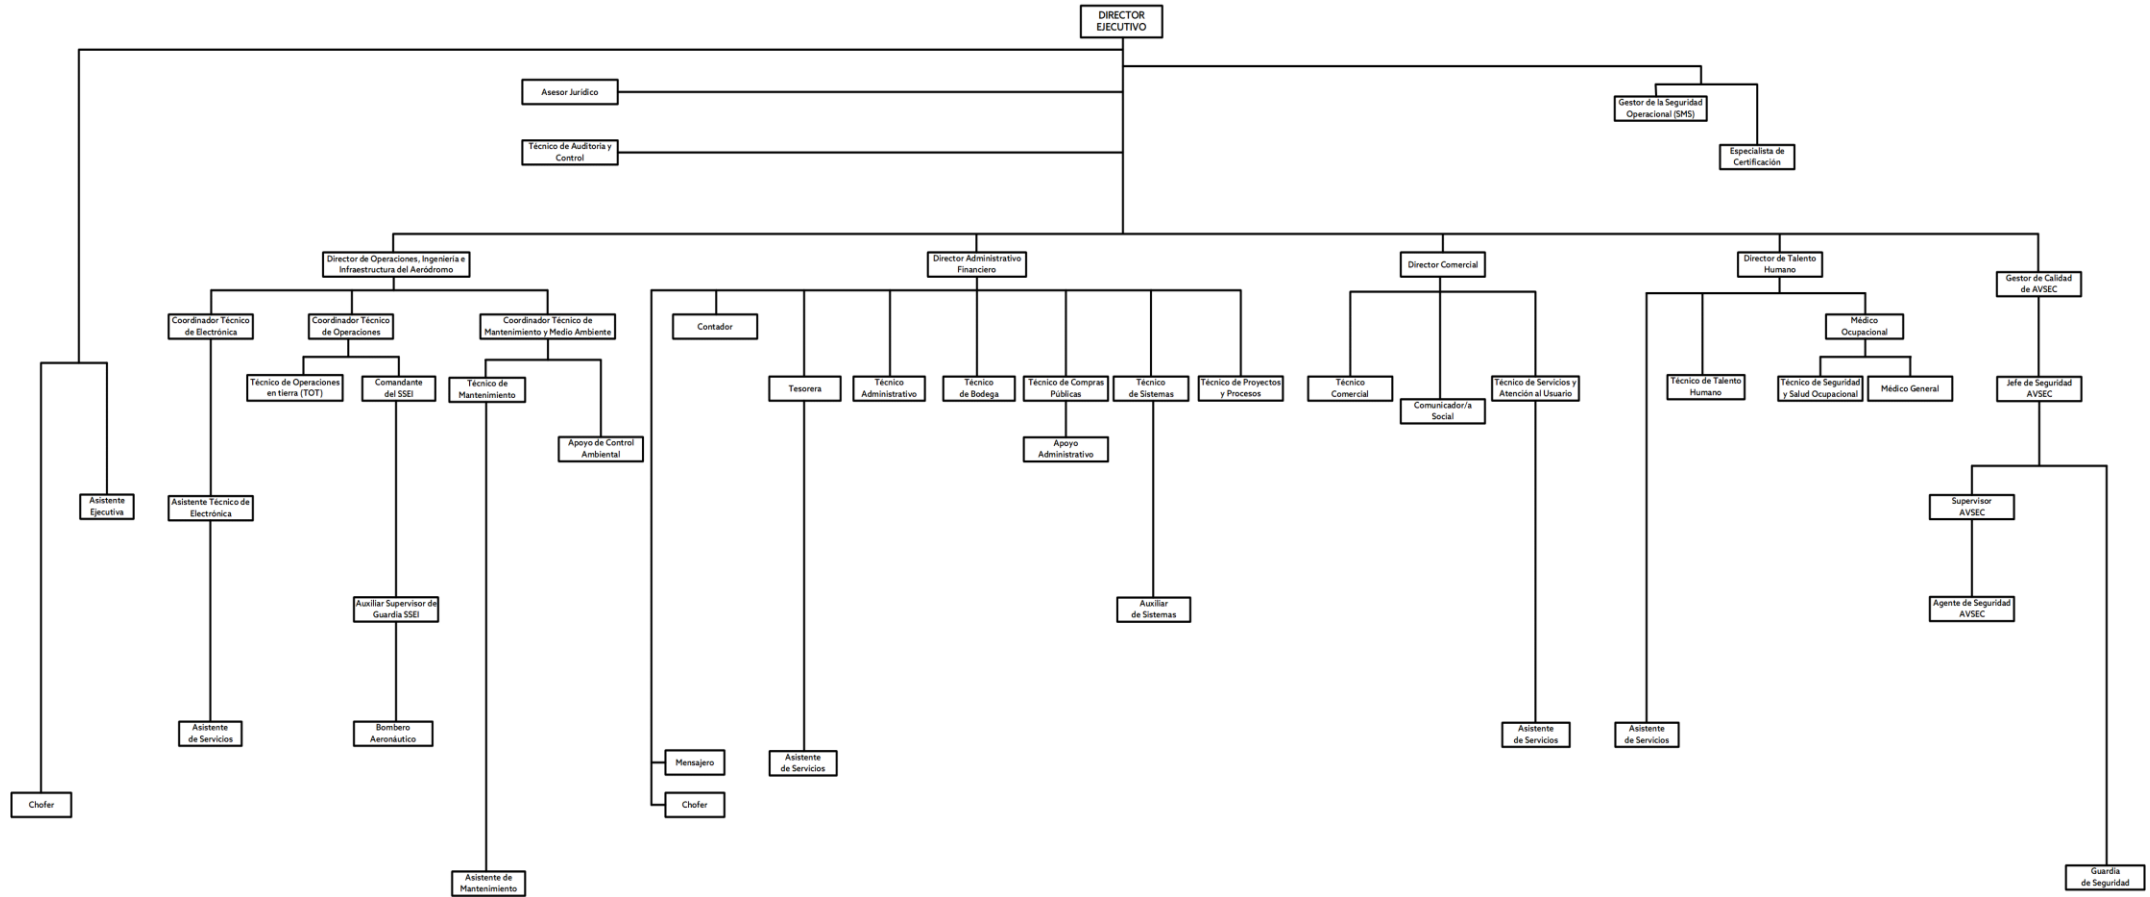 DIRECTOR
EJECUTIVO
Asesor Jurídico
Gestor de la Seguridad
Operacional (SMS)
Técnico de Auditoria y
Control
Especialista de
Certificación
Director de Operaciones, Ingenieria e
Infraestructura del Aeródromo
Director Administrativo
Financiero
Director Comercial
Director de Talento
Humano
Gestor de Calidad
de AVSEC
Coordinador Técnico
de Electrónica
Coordinador Técnico
de Operaciones
Coordinador Técnico de
Mantenimiento y Medio Ambiente
Contador
Médico
Ocupacional
Técnico de Operaciones
en tierra (TOT)
Comandante
del SSEI
Técnico de
Mantenimiento
Tesorera
Técnico
Administrativo
Técnico
de Bodega
Técnico de Compras
Públicas
Técnico
de Sistemas
Técnico de Proyectos
y Procesos
Técnico
Comercial
Comunicador/a
Social
Técnico de Servicios y
Atención al Usuario
Técnico de Talento
Humano
Técnico de Seguridad
y Salud Ocupacional
Médico General
Jefe de Seguridad
AVSEC
Apoyo de Control
Ambiental
Apoyo
Administrativo
Asistente
Ejecutiva
Asistente Técnico de
Electrónica
Supervisor
AVSEC
Auxiliar Supervisor de
Guardia SSEI
Auxiliar
de Sistemas
Agente de Seguridad
AVSEC
Asistente
de Servicios
Bombero
Aeronáutico
Asistente
de Servicios
Asistente
de Servicios
Mensajero
Asistente
de Servicios
Chofer
Chofer
Asistente de
Mantenimiento
Guardia
de Seguridad